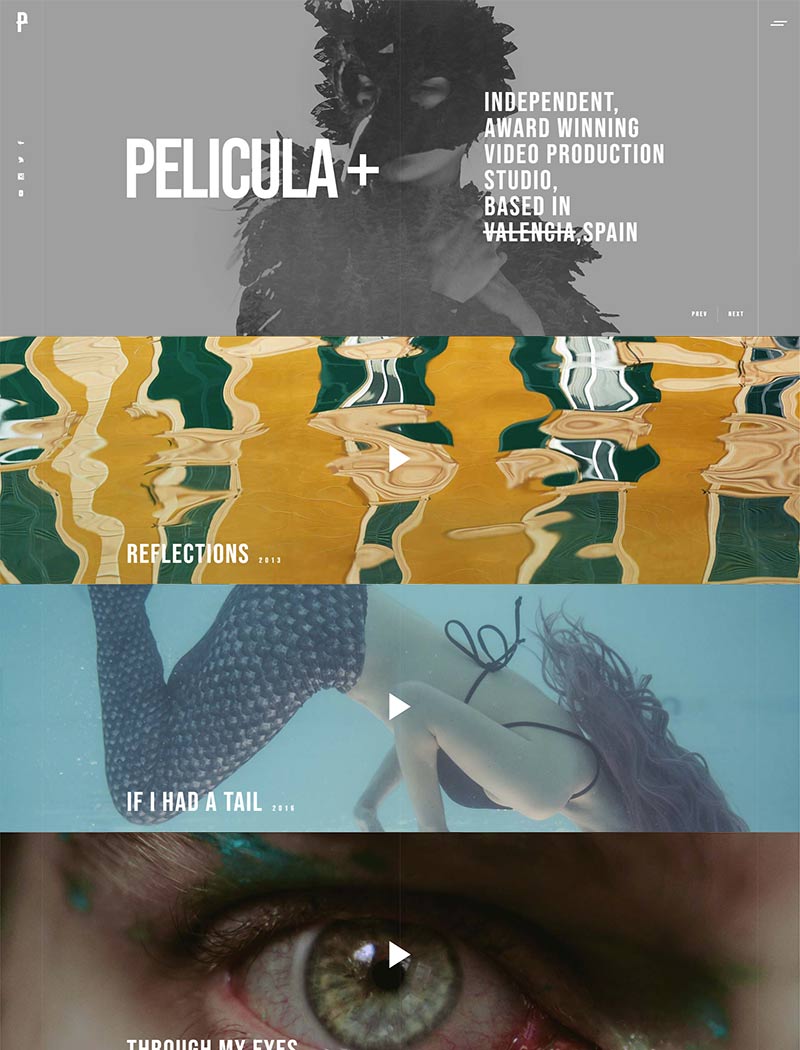 P
PELICULA +
INDEPENDENT,
AWARD WINNING
VIDEO PRODUCTION
STUDIO,
BASED IN
VALENCIA,SPAIN
PREV NEXT
REFLECTIONS 2013
IF I HAD A TAIL 2016
THROUGH MY EYES